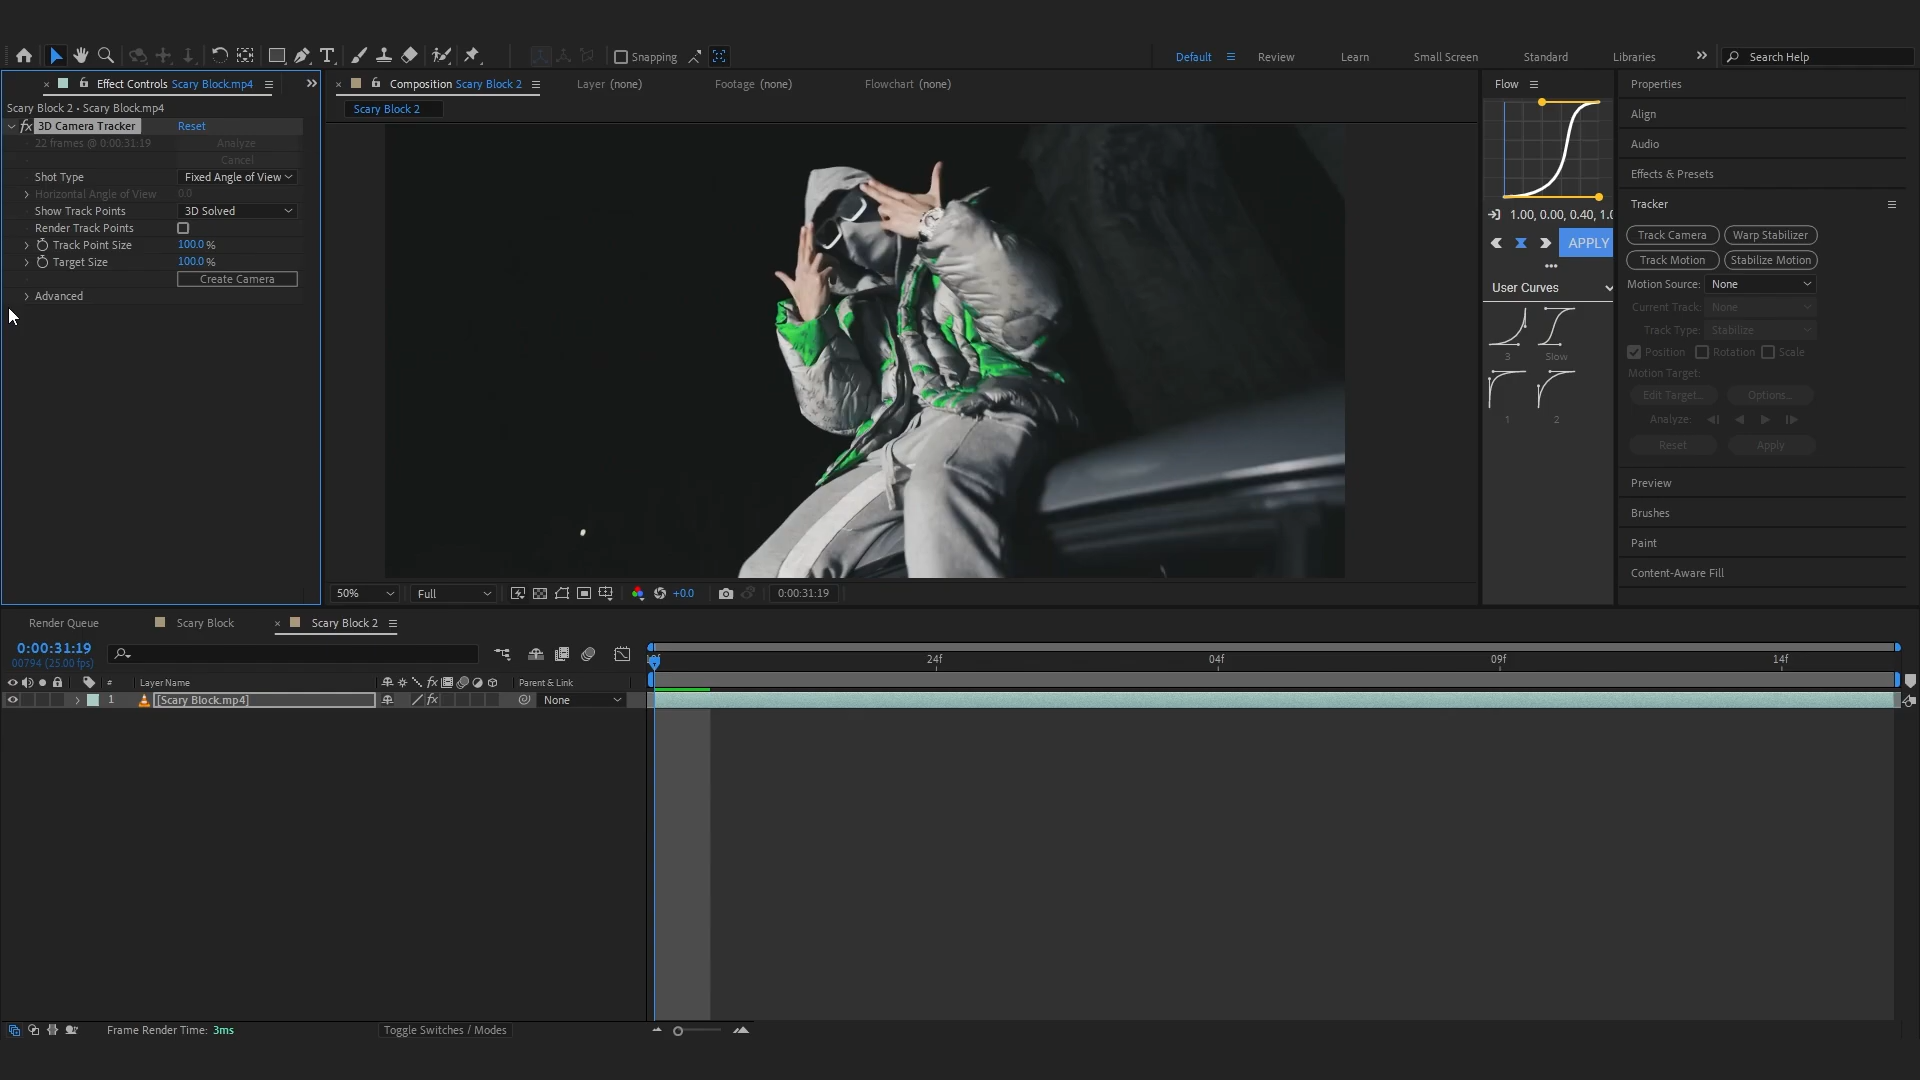 Snapping
Default
Review
Learn
Small Screen
Standard
Libraries
Search Help
Effect Controls Scary Block.mp4
Composition Scary Block 2
Layer (none)
Footage (none)
Flowchart (none)
Flow
Properties
Scary Block 2 • Scary Block.mp4
Scary Block 2
Align
fx 3D Camera Tracker Reset
22 frames @ 0:00:31:19 Analyze
Cancel
Audio
Shot Type Fixed Angle of View
Effects & Presets
Horizontal Angle of View 0.0
Show Track Points 3D Solved
Tracker
Render Track Points
1.00, 0.00, 0.40, 1.0
Track Point Size 100.0 %
APPLY
Track Camera Warp Stabilizer
Target Size 100.0 %
Track Motion Stabilize Motion
Create Camera
User Curves
Motion Source: None
Advanced
Current Track: None
Track Type: Stabilize
3 Slow
Position Rotation Scale
Motion Target:
Edit Target... Options...
1 2
Analyze:
Reset Apply
Preview
Brushes
Paint
Content-Aware Fill
50% Full +0.0 0:00:31:19
Render Queue Scary Block Scary Block 2
0:00:31:19
00794 (25.00 fps)
24f 04f 09f 14f
# Layer Name fx Parent & Link
1 [Scary Block.mp4] fx None
Frame Render Time: 3ms
Toggle Switches / Modes